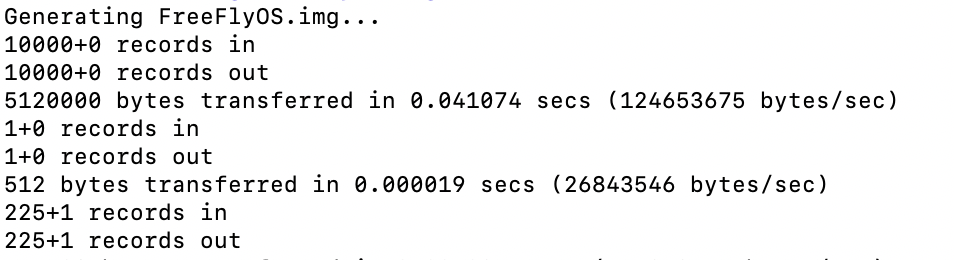 Generating FreeFlyOS.img...
10000+0 records in
10000+0 records out
5120000 bytes transferred in 0.041074 secs (124653675 bytes/sec)
1+0 records in
1+0 records out
512 bytes transferred in 0.000019 secs (26843546 bytes/sec)
225+1 records in
225+1 records out